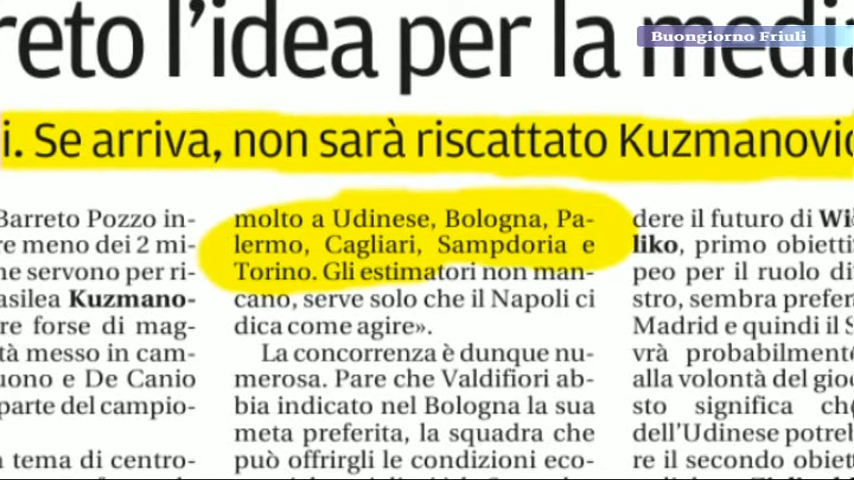 reto l'idea per la media
Buongiorno Friuli
i. Se arriva, non sarà riscattato Kuzmanovic
Barreto Pozzo in-
re meno dei 2 mi-
ne servono per ri-
asilea Kuzmano-
re forse di mag-
tà messo in cam-
uono e De Canio
parte del campio-
n tema di centro-
molto a Udinese, Bologna, Pa-
lermo, Cagliari, Sampdoria e
Torino. Gli estimatori non man-
cano, serve solo che il Napoli ci
dica come agire».
La concorrenza è dunque nu-
merosa. Pare che Valdifiori ab-
bia indicato nel Bologna la sua
meta preferita, la squadra che
può offrirgli le condizioni eco-
dere il futuro di Wi
liko, primo obietti
peo per il ruolo di
stro, sembra prefer
Madrid e quindi il S
vrà probabilmente
alla volontà del gioc
sto significa ch
dell'Udinese potreb
re il secondo obiet